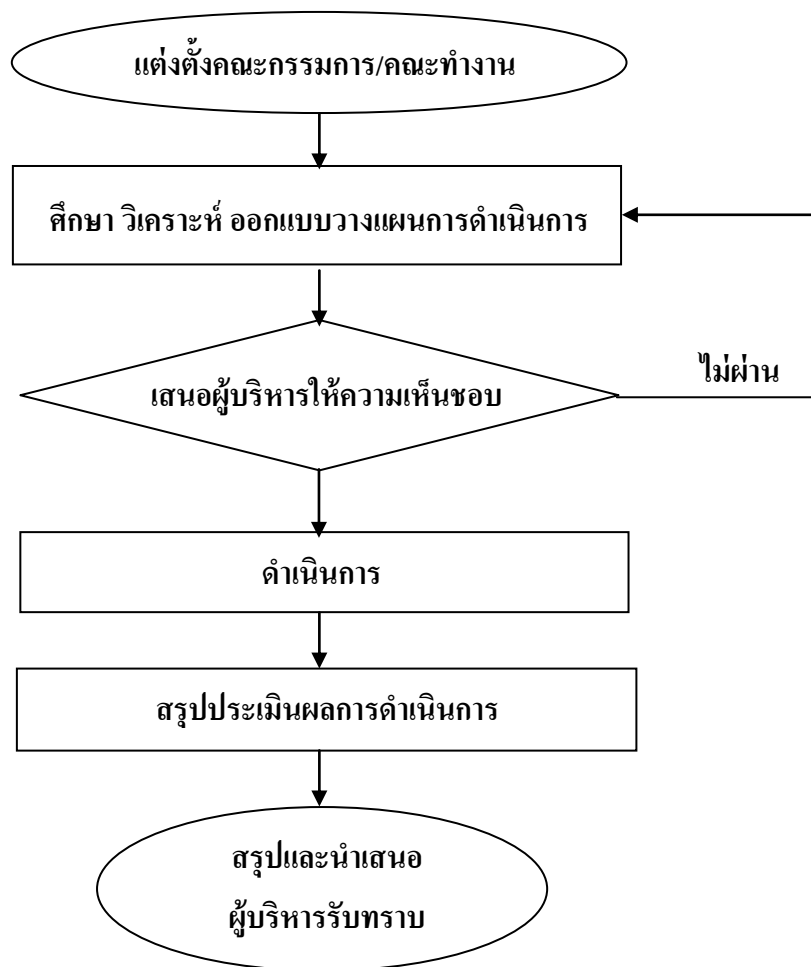 แต่งตั้งคณะกรรมการ/คณะทำงาน
ศึกษา วิเคราะห์ ออกแบบวางแผนการดำเนินการ
เสนอผู้บริหารให้ความเห็นชอบ
ไม่ผ่าน
ดำเนินการ
สรุปประเมินผลการดำเนินการ
สรุปและนำเสนอ
ผู้บริหารรับทราบ